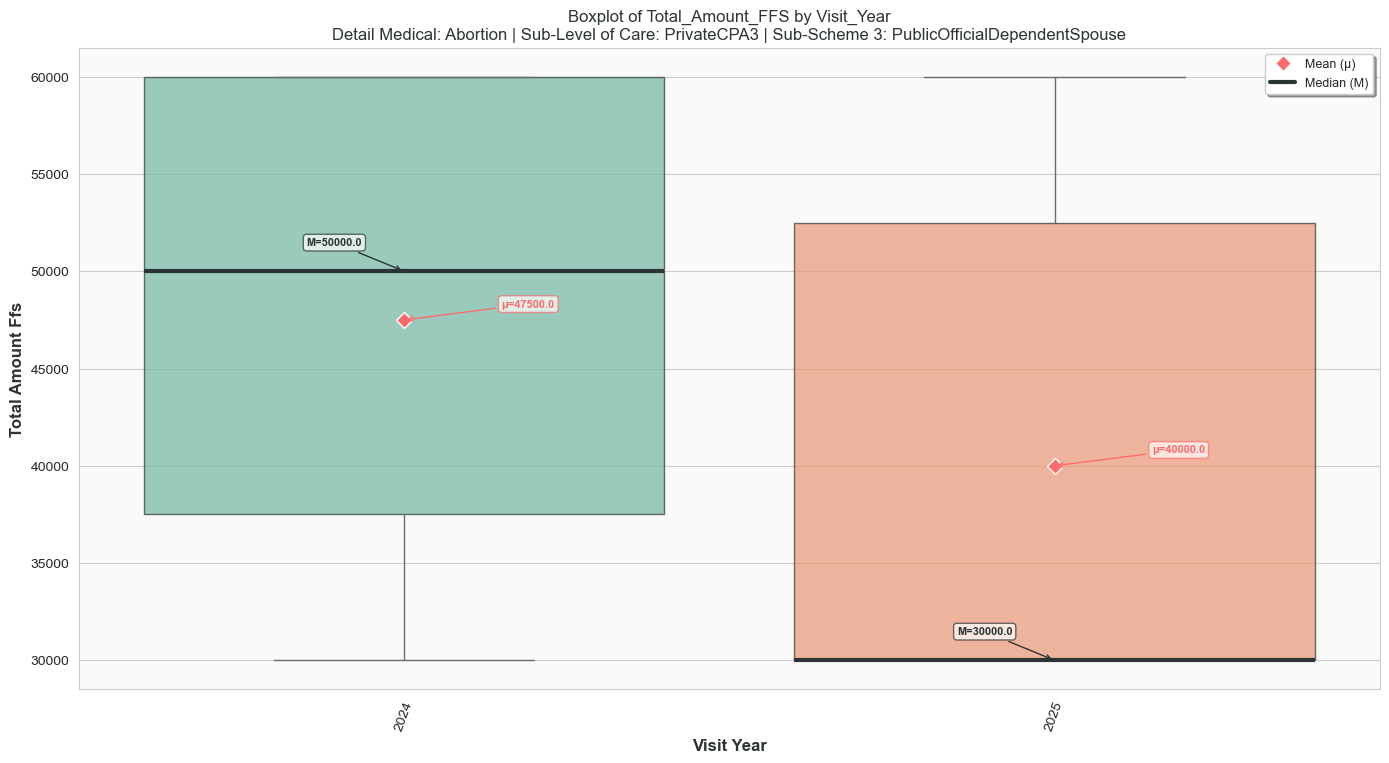 Boxplot of Total_Amount_FFS by Visit_Year
Detail Medical: Abortion | Sub-Level of Care: PrivateCPA3 | Sub-Scheme 3: PublicOfficialDependentSpouse
Mean (μ)
Median (M)
Total Amount Ffs
60000
55000
50000
45000
40000
35000
30000
M=50000.0
μ=47500.0
μ=40000.0
M=30000.0
2024
2025
Visit Year